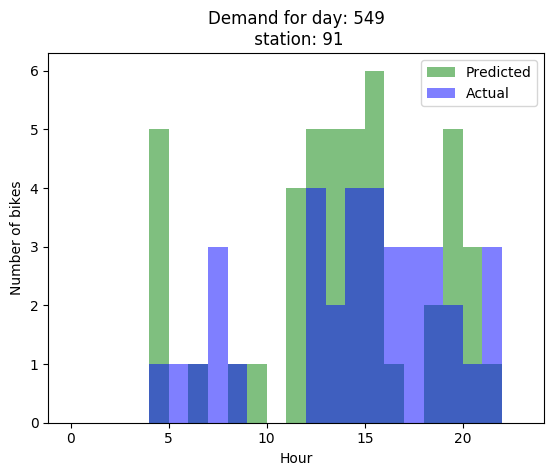 Demand for day: 549
station: 91
Predicted
Actual
Number of bikes
6
5
4
3
2
1
0
0
5
10
15
20
Hour